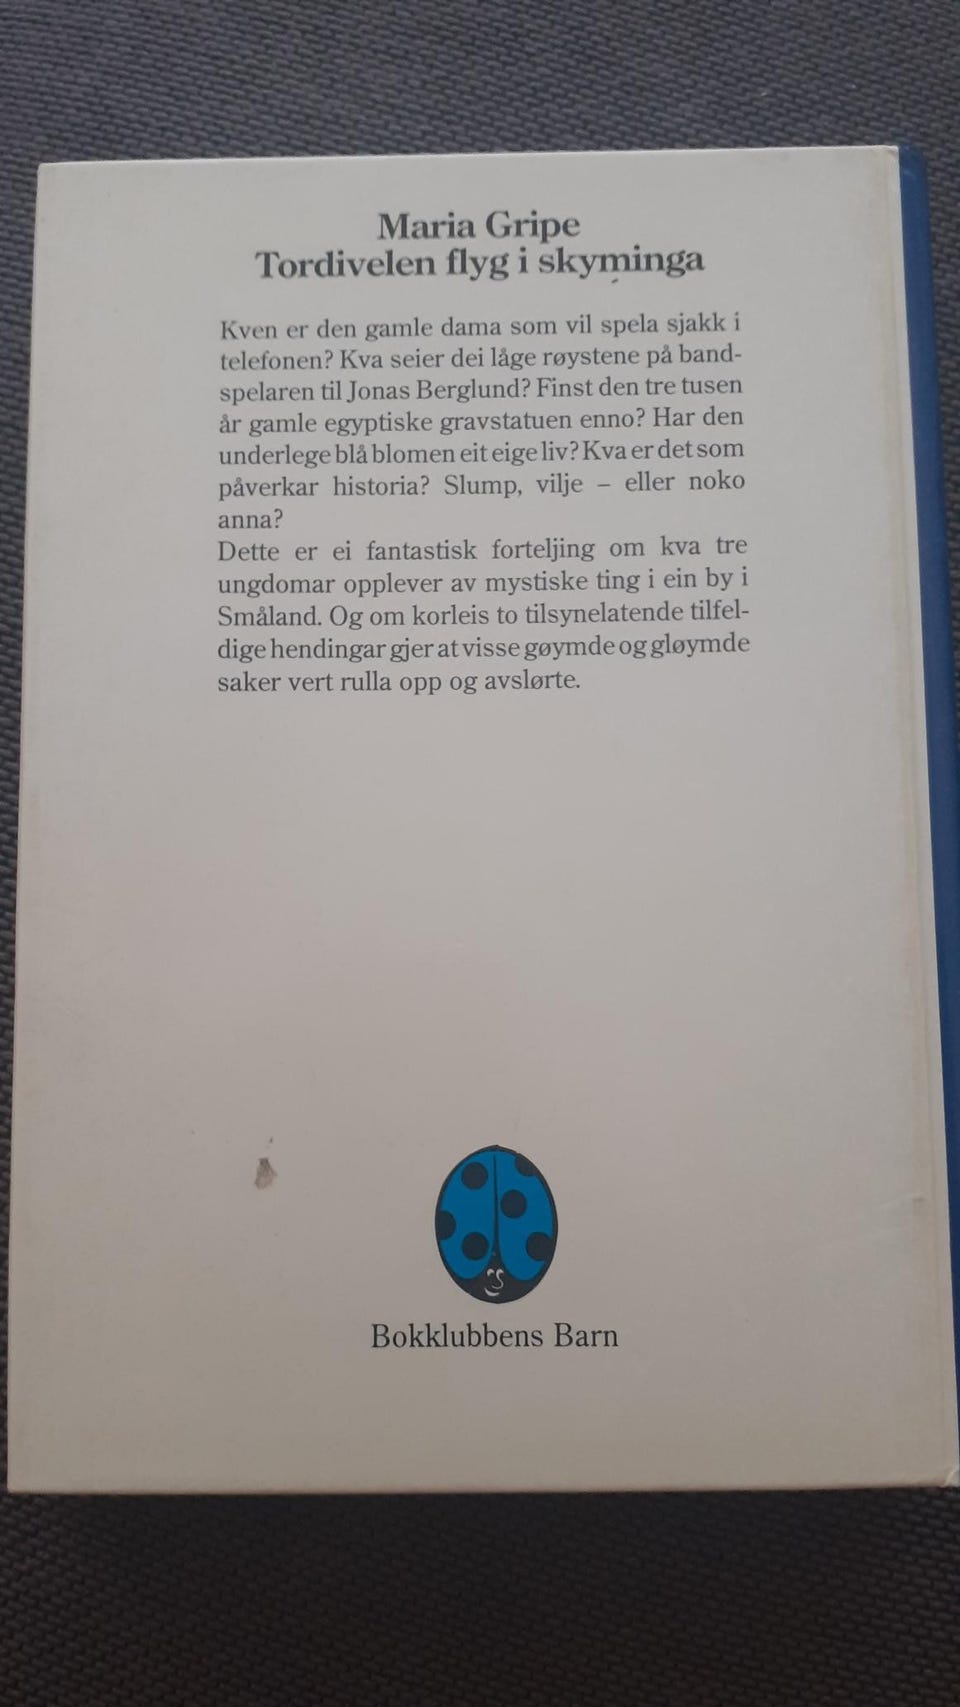 Maria Gripe
Tordivelen flyg i skyminga
Kven er den gamle dama som vil spela sjakk i
telefonen? Kva seier dei låge røystene på band-
spelaren til Jonas Berglund? Finst den tre tusen
år gamle egyptiske gravstatuen enno? Har den
underlege blå blomen eit eige liv? Kva er det som
påverkar historia? Slump, vilje – eller noko
anna?
Dette er ei fantastisk forteljing om kva tre
ungdomar opplever av mystiske ting i ein by i
Småland. Og om korleis to tilsynelatende tilfel-
dige hendingar gjer at visse gøymde og gløymde
saker vert rulla opp og avslørte.
Bokklubbens Barn